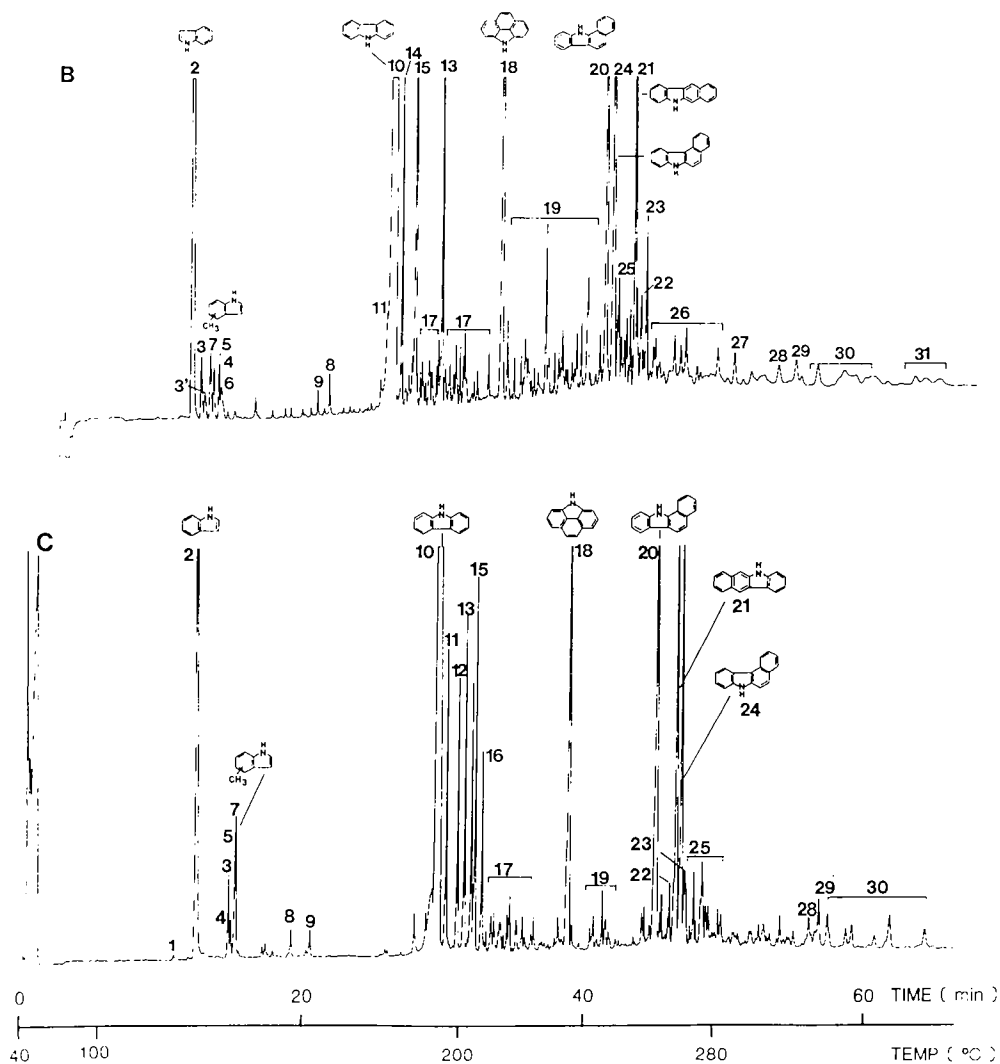 H
N
N
H
N
H
H
N
14
2
10
15
13
18
20
24
21
B
N
H
N
H
19
23
25
22
H
N
CH3
11
17
17
26
3
7
5
4
3'
6
9
8
27
28
29
30
31
H
N
H
N
H
N
H
N
C
2
10
18
20
15
H
N
13
21
11
12
N
H
24
H
N
CH3
16
7
5
3
4
1
8
9
17
19
23
22
25
28
29
30
0
20
40
60
TIME ( min )
40
100
200
280
TEMP ( ºC )